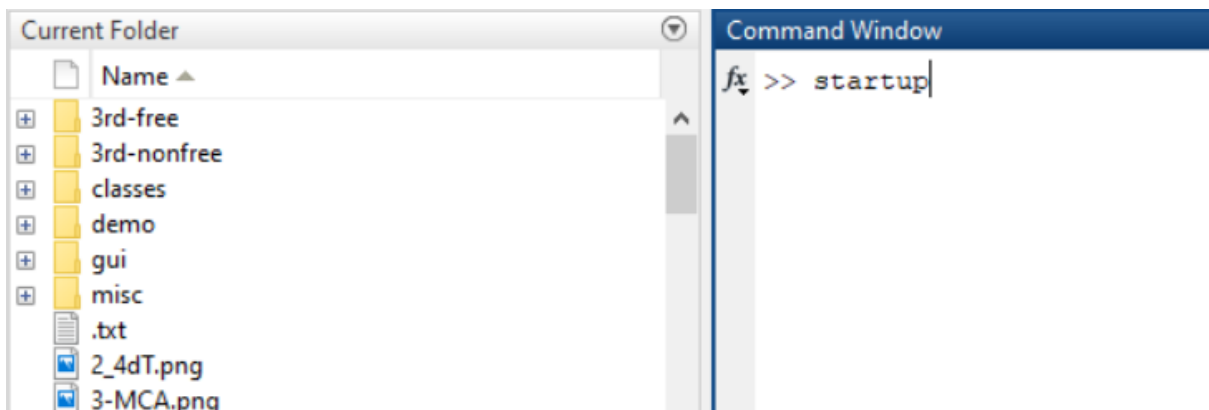 Current Folder
Name
3rd-free
3rd-nonfree
classes
demo
gui
misc
.txt
2_4dT.png
3-MCA.png
Command Window
fx >> startup